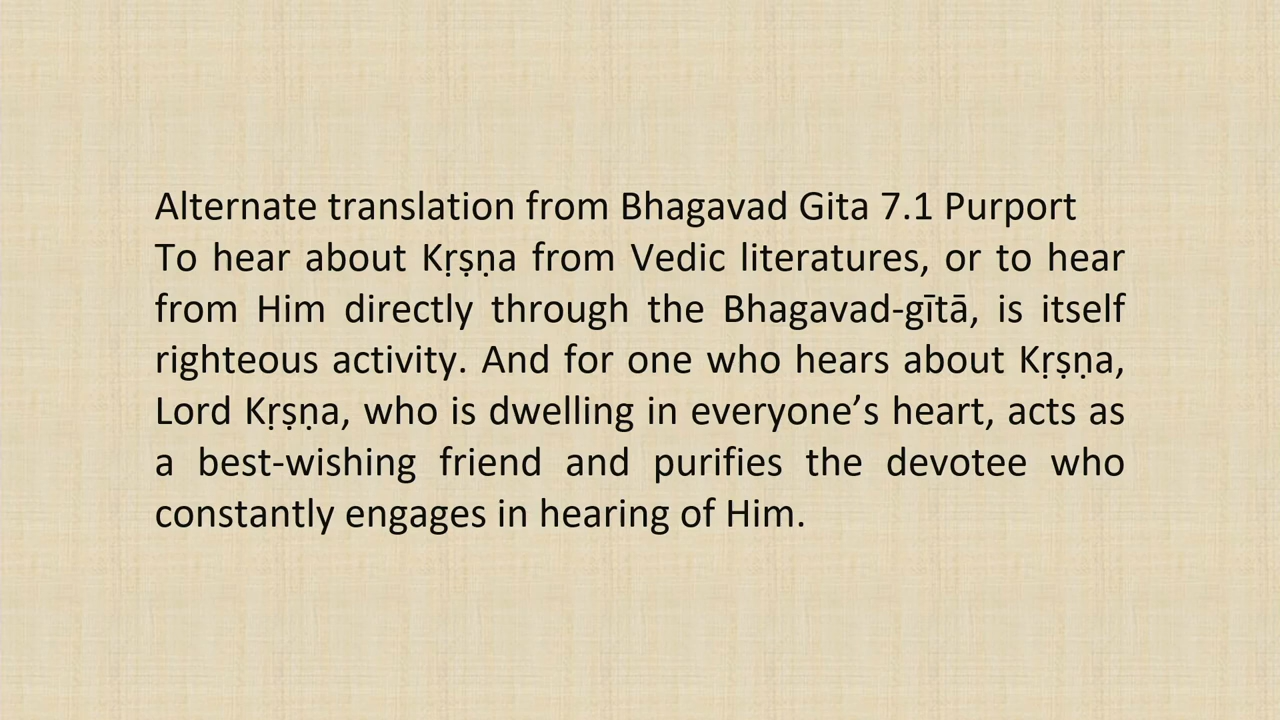 Alternate translation from Bhagavad Gita 7.1 Purport
To hear about Kṛṣṇa from Vedic literatures, or to hear
from Him directly through the Bhagavad-gītā, is itself
righteous activity. And for one who hears about Kṛṣṇa,
Lord Kṛṣṇa, who is dwelling in everyone’s heart, acts as
a best-wishing friend and purifies the devotee who
constantly engages in hearing of Him.